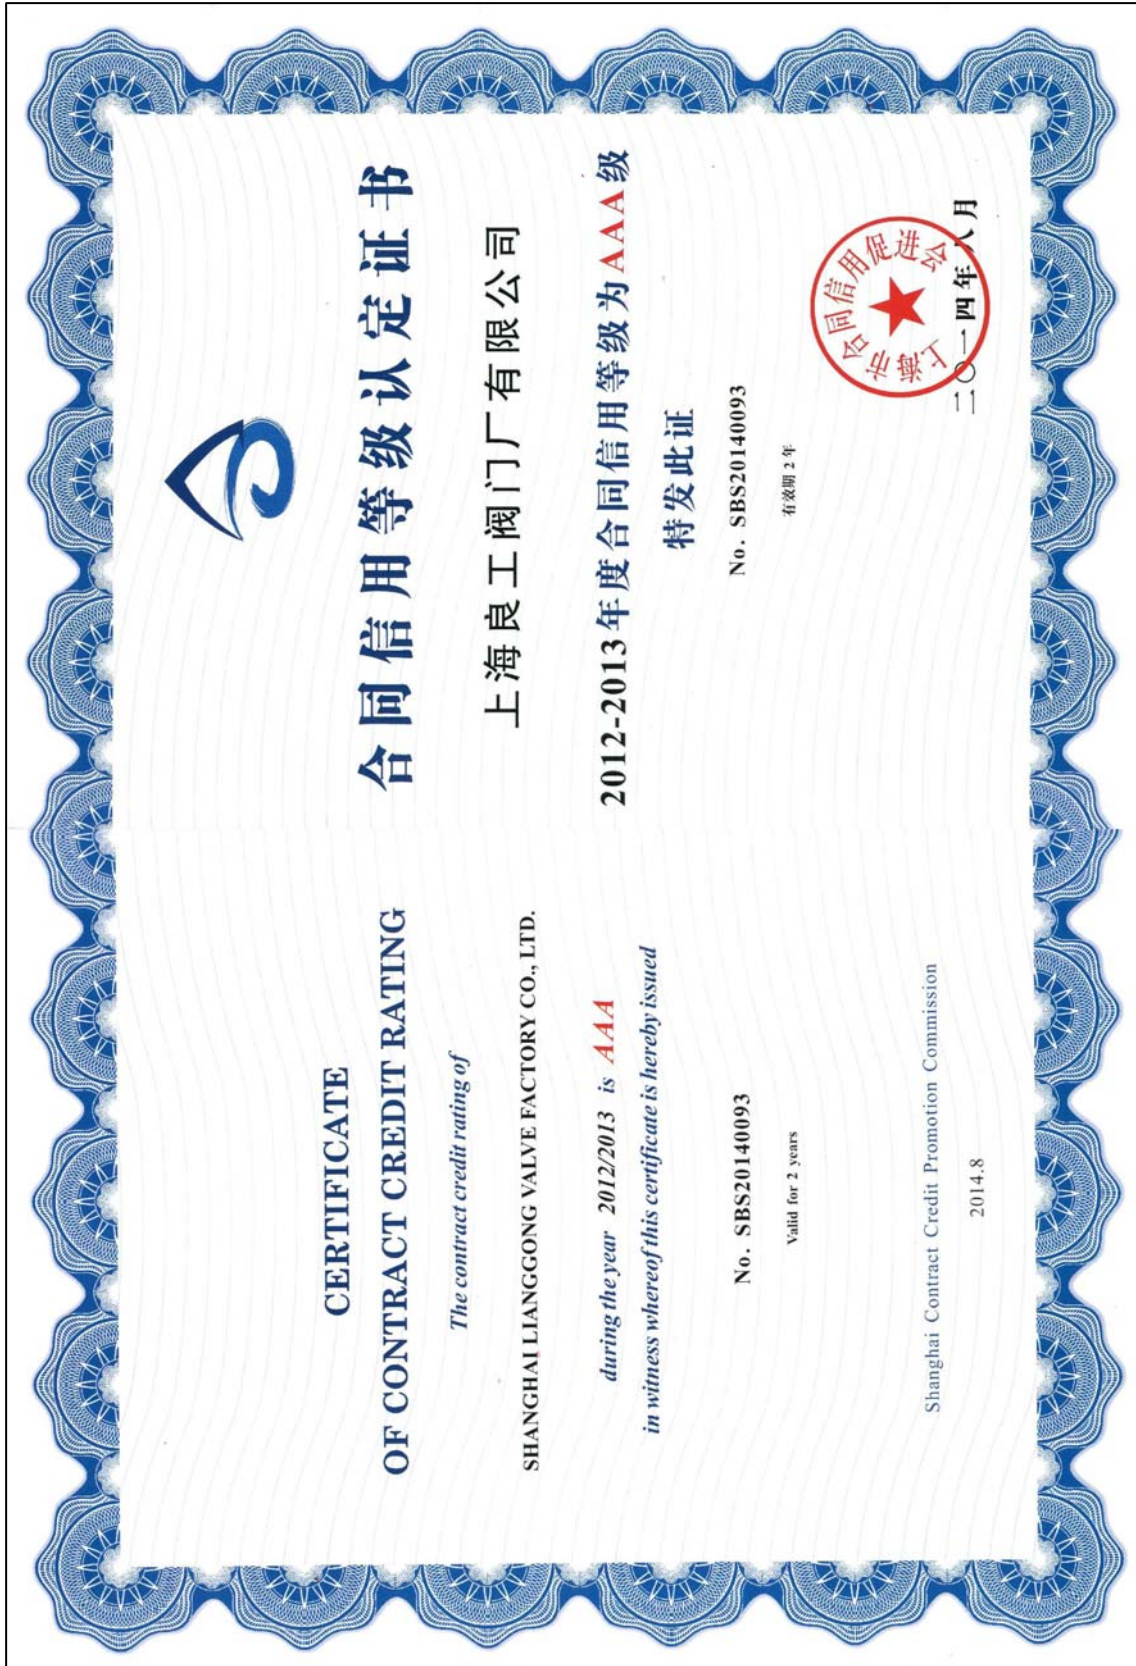 CERTIFICATE
OF CONTRACT CREDIT RATING
The contract credit rating of
SHANGHAI LIANGGONG VALVE FACTORY CO., LTD.
during the year 2012/2013 is AAA
in witness whereof this certificate is hereby issued
No. SBS20140093
Valid for 2 years
Shanghai Contract Credit Promotion Commission
2014.8
合同信用等级认定证书
上海良工阀门厂有限公司
2012-2013年度合同信用等级为AAA级
特发此证
No. SBS20140093
有效期 2 年
上海市合同信用促进会
二〇一四年八月